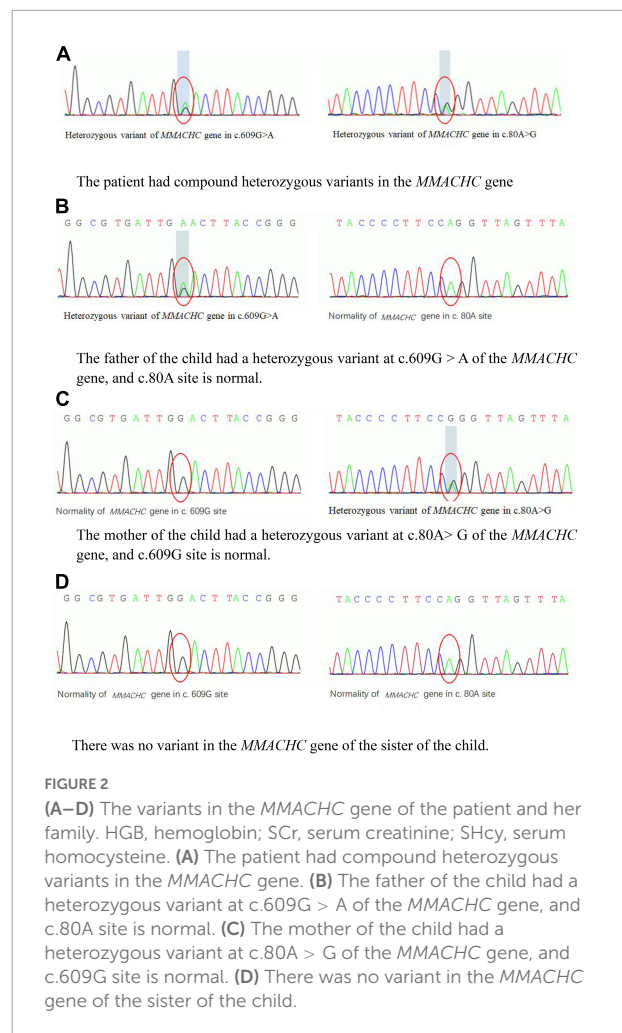 A
Heterozygous variant of MMACHC gene in c.609G>A
Heterozygous variant of MMACHC gene in c.80A>G
The patient had compound heterozygous variants in the MMACHC gene
B
G G C G T G A T T G A A C T T A C C G G G
T A C C C C T T C C A G G T T A G T T T A
Heterozygous variant of MMACHC gene in c.609G>A
Normality of MMACHC gene in c. 80A site
The father of the child had a heterozygous variant at c.609G > A of the MMACHC
gene, and c.80A site is normal.
C
G G C G T G A T T G G A C T T A C C G G G
T A C C C C T T C C G G G T T A G T T T A
Normality of MMACHC gene in c. 609G site
Heterozygous variant of MMACHC gene in c.80A>G
The mother of the child had a heterozygous variant at c.80A> G of the MMACHC
gene, and c.609G site is normal.
D
G G C G T G A T T G G A C T T A C C G G G
T A C C C C T T C C A G G T T A G T T T A
Normality of MMACHC gene in c. 609G site
Normality of MMACHC gene in c. 80A site
There was no variant in the MMACHC gene of the sister of the child.
FIGURE 2
(A–D) The variants in the MMACHC gene of the patient and her
family. HGB, hemoglobin; SCr, serum creatinine; SHcy, serum
homocysteine. (A) The patient had compound heterozygous
variants in the MMACHC gene. (B) The father of the child had a
heterozygous variant at c.609G > A of the MMACHC gene, and
c.80A site is normal. (C) The mother of the child had a
heterozygous variant at c.80A > G of the MMACHC gene, and
c.609G site is normal. (D) There was no variant in the MMACHC
gene of the sister of the child.